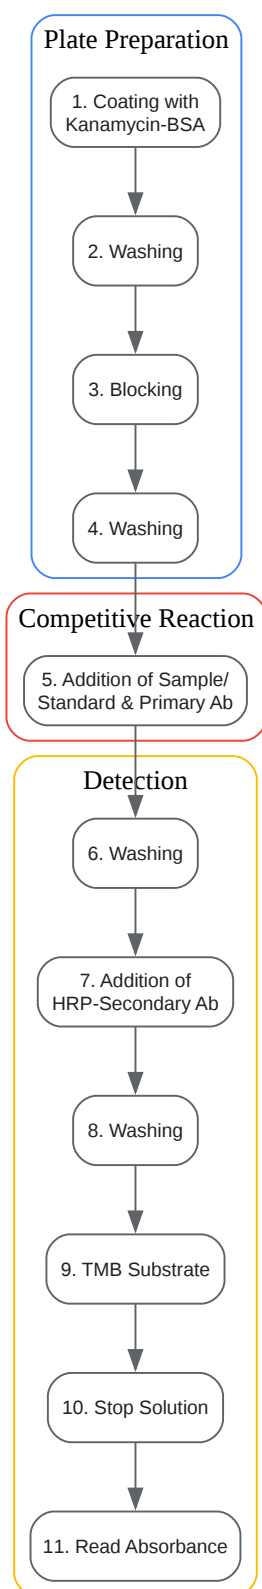 Plate Preparation
1. Coating with
Kanamycin-BSA
2. Washing
3. Blocking
4. Washing
Competitive Reaction
5. Addition of Sample/
Standard & Primary Ab
Detection
6. Washing
7. Addition of
HRP-Secondary Ab
8. Washing
9. TMB Substrate
10. Stop Solution
11. Read Absorbance